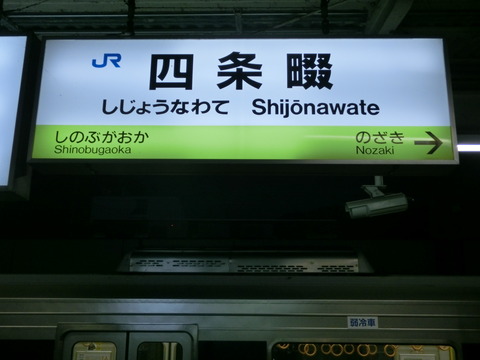 JR 四条畷
しじょうなわて Shijōnawate
しのぶがおか のざき
Shinobugaoka Nozaki
弱冷車